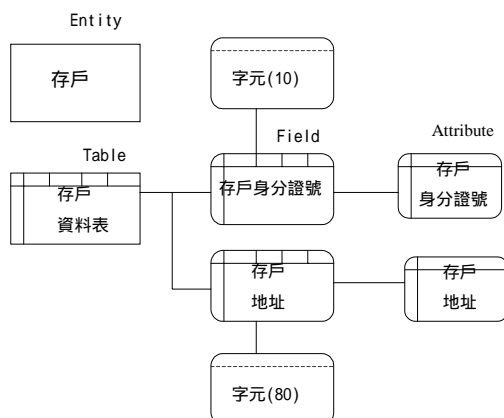 Entity
存戶
字元(10)
Table
Field
Attribute
存戶
資料表
存戶身分證號
存戶
身分證號
存戶
地址
存戶
地址
字元(80)